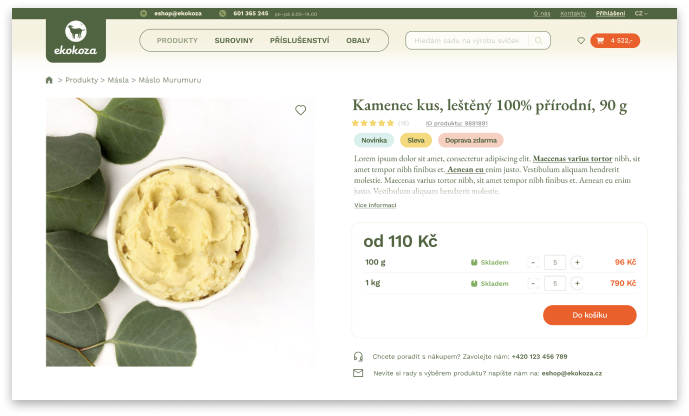 eshop@ekokoza
601 365 245 po-pá 8.00-14.00
O nás Kontakty Přihlášení CZ
ekokoza
PRODUKTY SUROVINY PŘÍSLUŠENSTVÍ OBALY
Hledám sadu na výrobu svíček
4 522,-
> Produkty > Másla > Máslo Murumuru
Kamenec kus, leštěný 100% přírodní, 90 g
ID produktu: 9891891
Novinka Sleva Doprava zdarma
Lorem ipsum dolor sit amet, consectetur adipiscing elit. Maecenas varius tortor nibh, sit
amet tempor nibh finibus et. Aenean eu enim justo. Vestibulum aliquam hendrerit
molestie. Maecenas varius tortor nibh, sit amet tempor nibh finibus et. Aenean eu enim
justo. Vestibulum aliquam hendrerit molestie.
Více informací
od 110 Kč
100 g Skladem - 5 + 96 Kč
1 kg Skladem - 5 + 790 Kč
Do košíku
Chcete poradit s nákupem? Zavolejte nám: +420 123 456 789
Nevíte si rady s výběrem produktu? napište nám na: eshop@ekokoza.cz